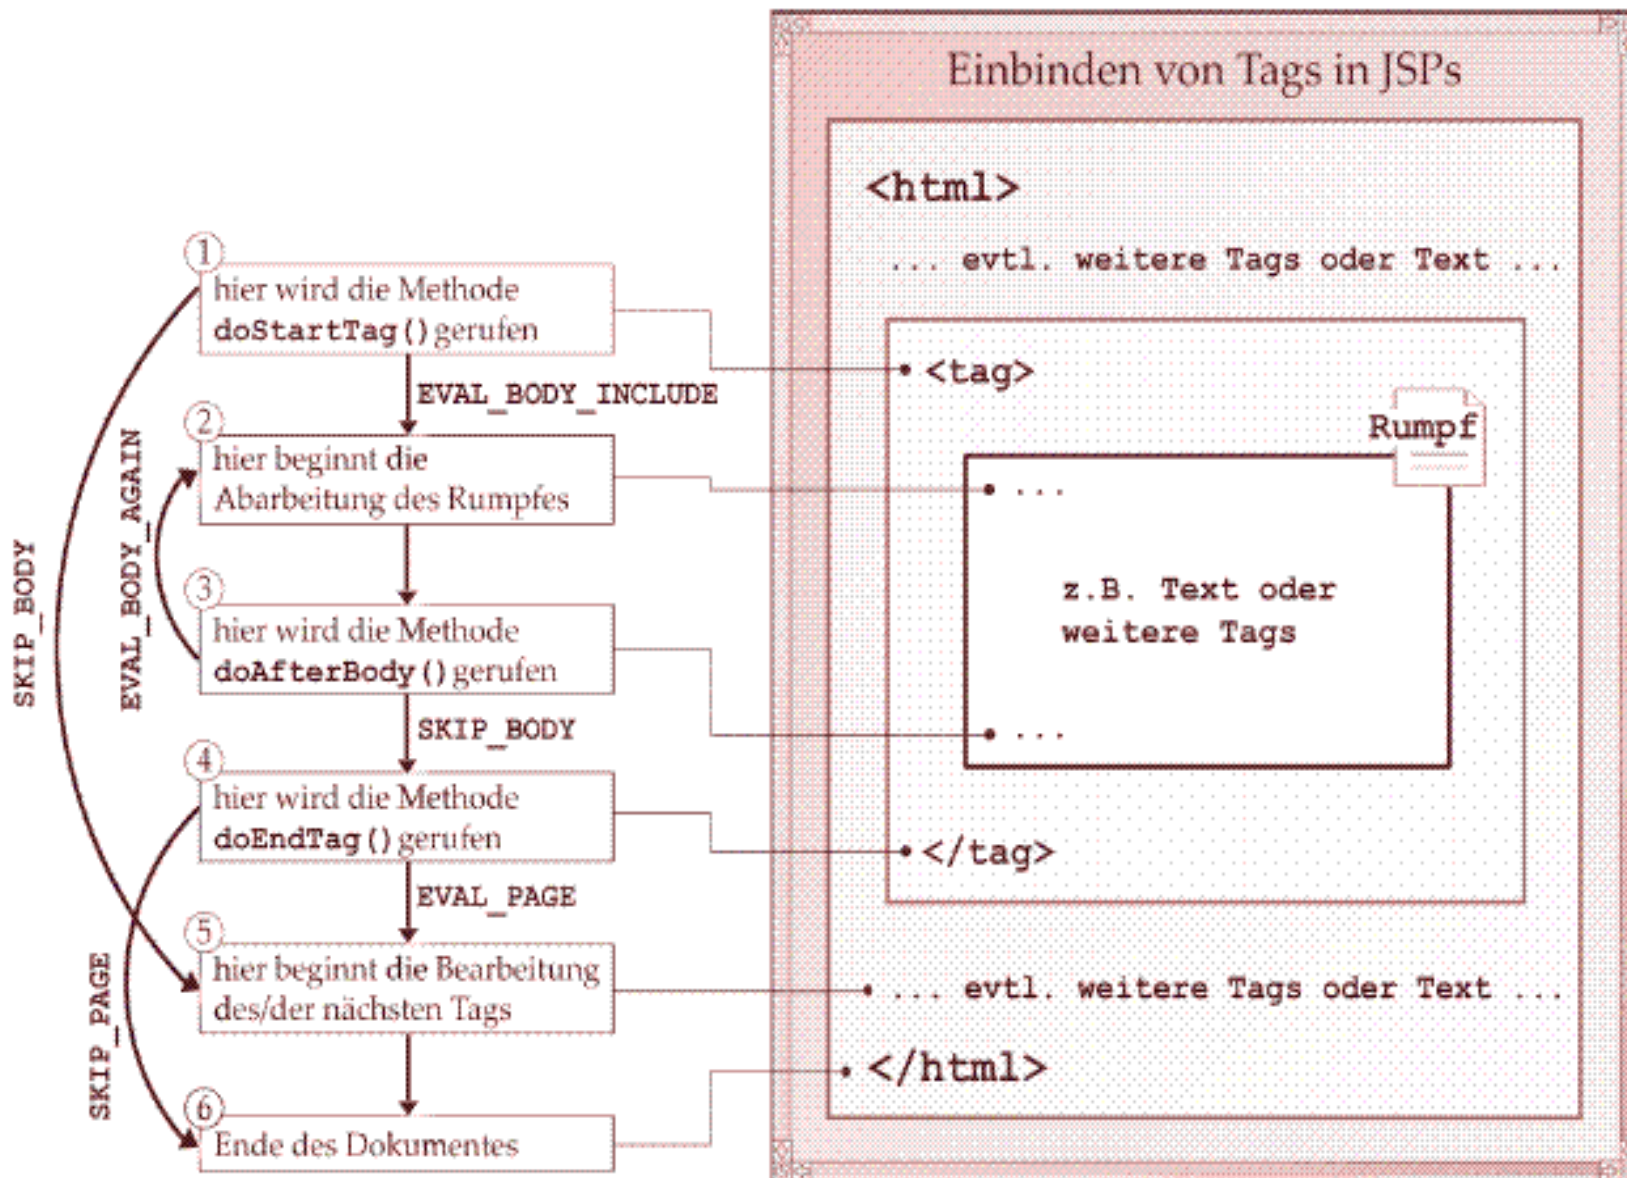 Einbinden von Tags in JSPs
<html>
... evtl. weitere Tags oder Text ...
<tag>
Rumpf
...
z.B. Text oder
weitere Tags
...
</tag>
... evtl. weitere Tags oder Text ...
</html>
1
hier wird die Methode
doStartTag() gerufen
EVAL_BODY_INCLUDE
2
hier beginnt die
Abarbeitung des Rumpfes
3
hier wird die Methode
doAfterBody() gerufen
SKIP_BODY
4
hier wird die Methode
doEndTag() gerufen
EVAL_PAGE
5
hier beginnt die Bearbeitung
des/der nächsten Tags
6
Ende des Dokumentes
SKIP_BODY
EVAL_BODY_AGAIN
SKIP_PAGE